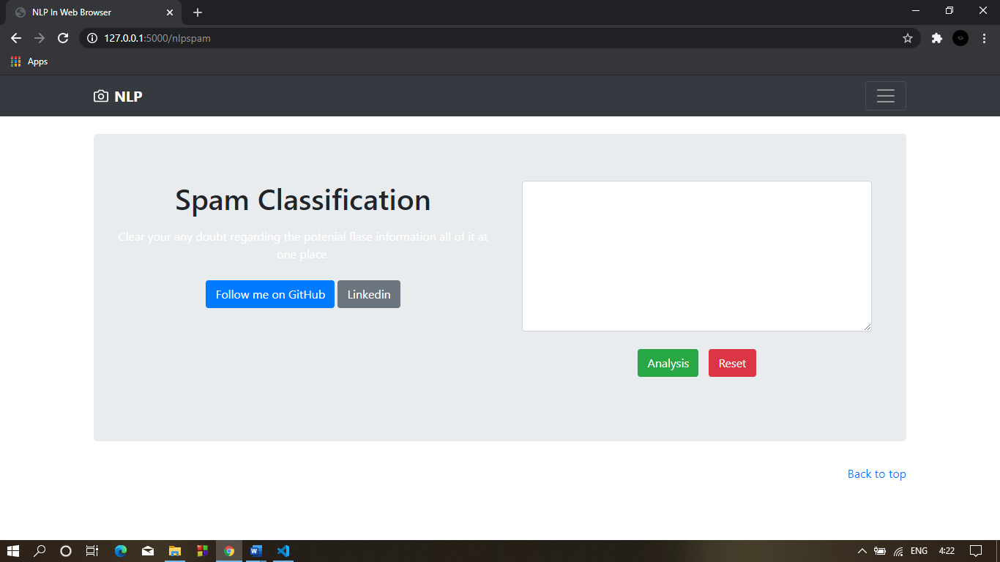 NLP In Web Browser
127.0.0.1:5000/nlpspam
Apps
NLP
Spam Classification
Clear your any doubt regarding the potenial flase information all of it at
one place.
Follow me on GitHub
Linkedin
Analysis
Reset
Back to top
ENG
4:22